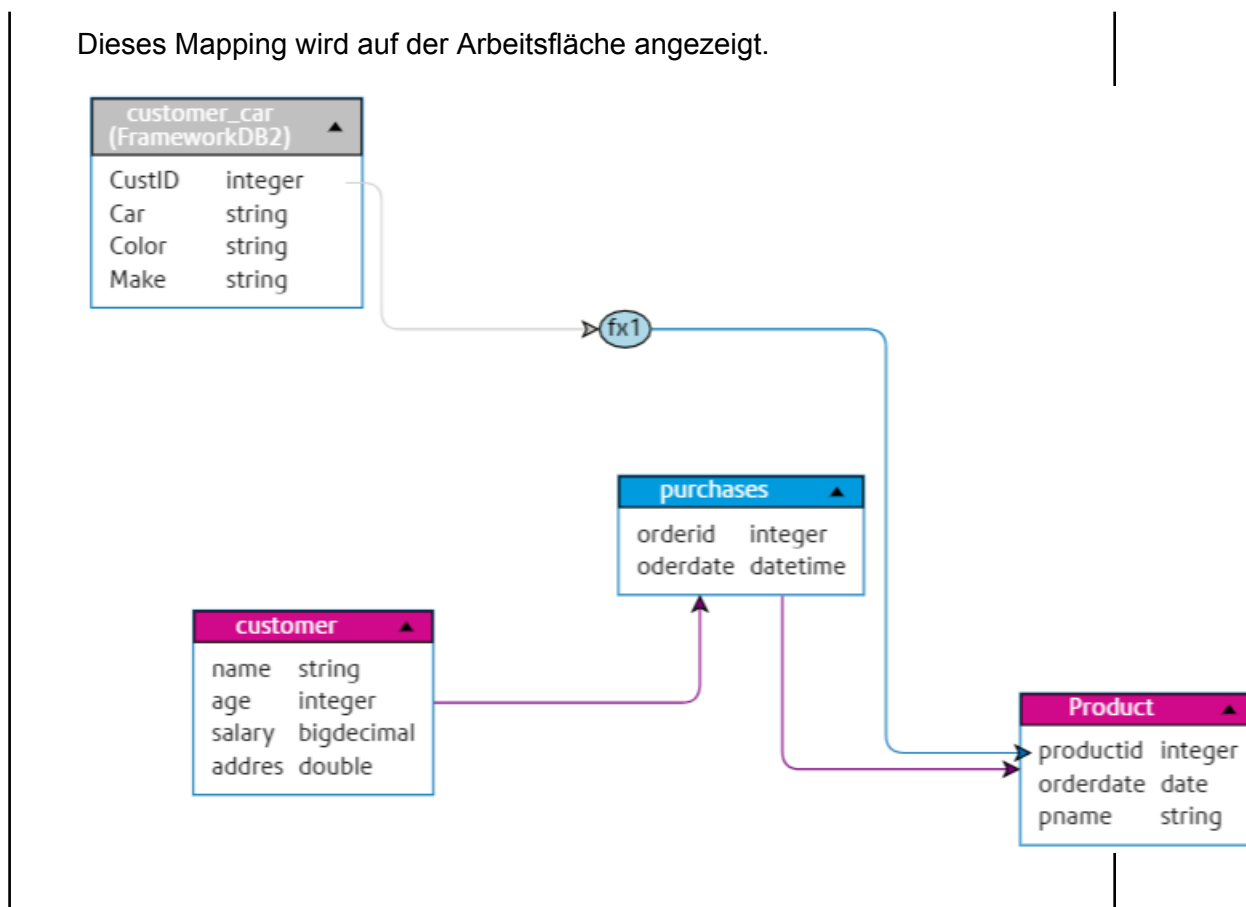 Dieses Mapping wird auf der Arbeitsfläche angezeigt.
customer_car
(FrameworkDB2)
CustID integer
Car string
Color string
Make string
fx1
purchases
orderid integer
oderdate datetime
customer
name string
age integer
salary bigdecimal
addres double
Product
productid integer
orderdate date
pname string